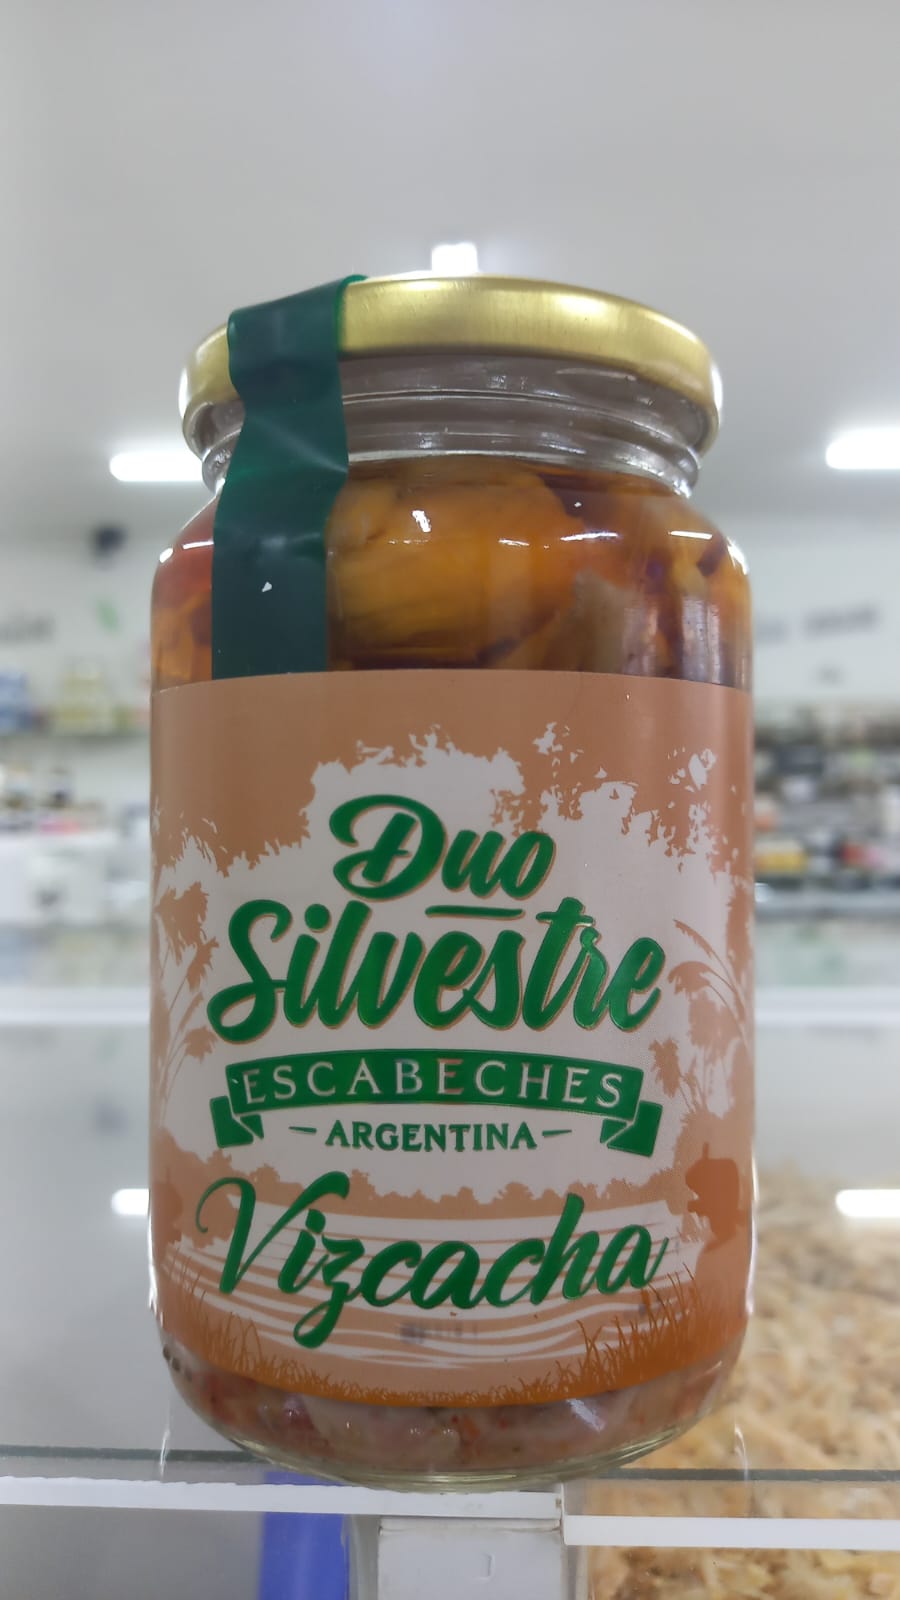 Duo
Silvestre
ESCABECHES
ARGENTINA
Vizcacha